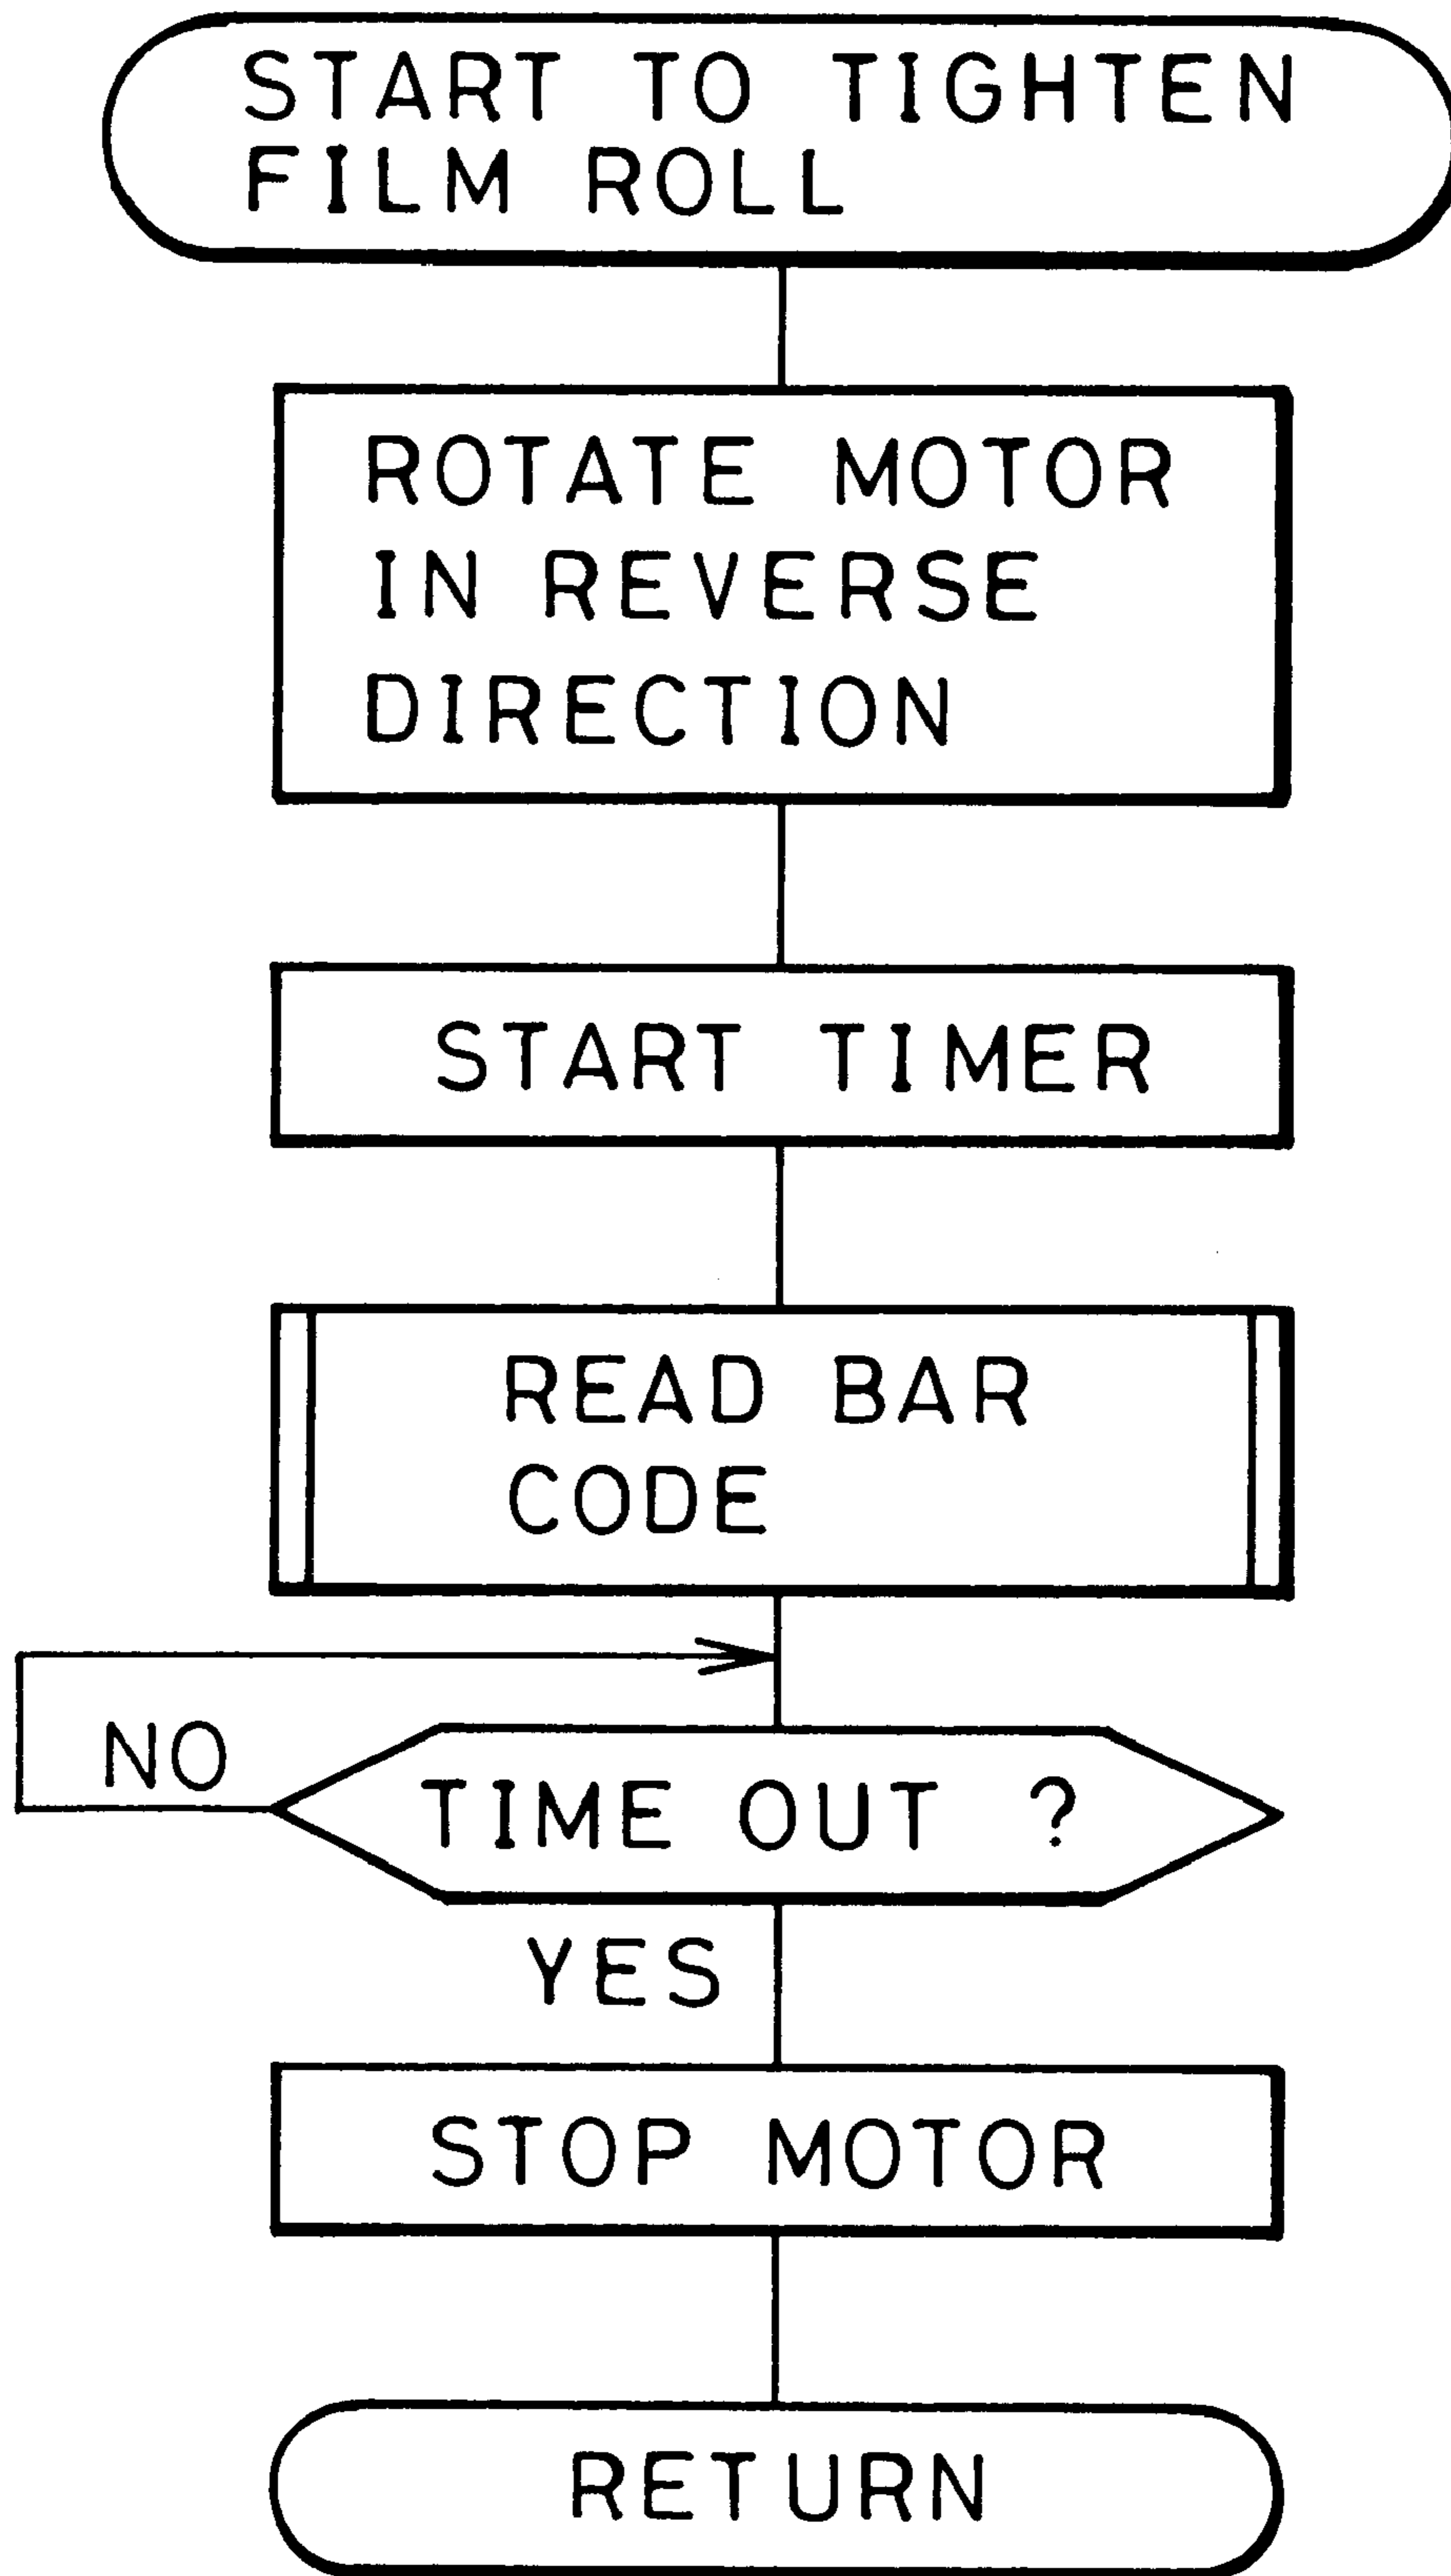 START TO TIGHTEN
FILM ROLL
ROTATE MOTOR
IN REVERSE
DIRECTION
START TIMER
READ BAR
CODE
NO
TIME OUT ?
YES
STOP MOTOR
RETURN